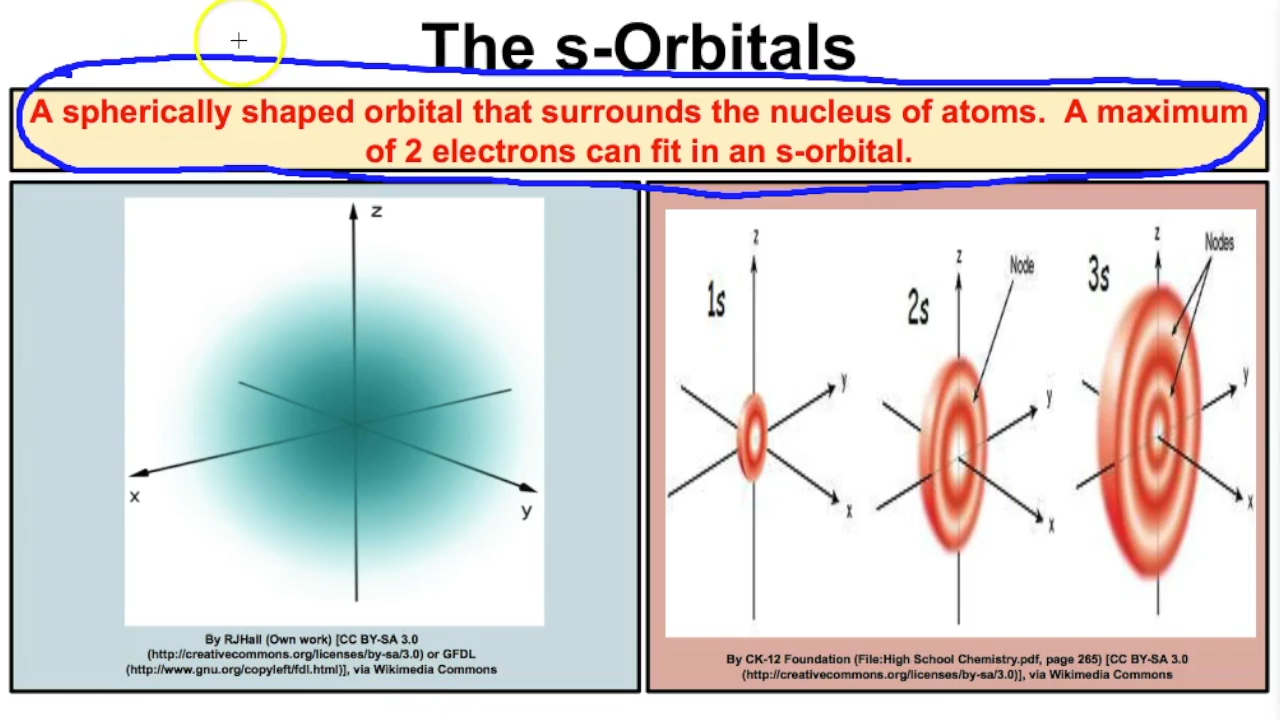 The s-Orbitals
A spherically shaped orbital that surrounds the nucleus of atoms. A maximum
of 2 electrons can fit in an s-orbital.
z
x
y
By RJHall (Own work) [CC BY-SA 3.0
(http://creativecommons.org/licenses/by-sa/3.0) or GFDL
(http://www.gnu.org/copyleft/fdl.html)], via Wikimedia Commons
1s
z
y
x
2s
z
Node
y
x
3s
z
Nodes
y
x
By CK-12 Foundation (File:High School Chemistry.pdf, page 265) [CC BY-SA 3.0
(http://creativecommons.org/licenses/by-sa/3.0)], via Wikimedia Commons